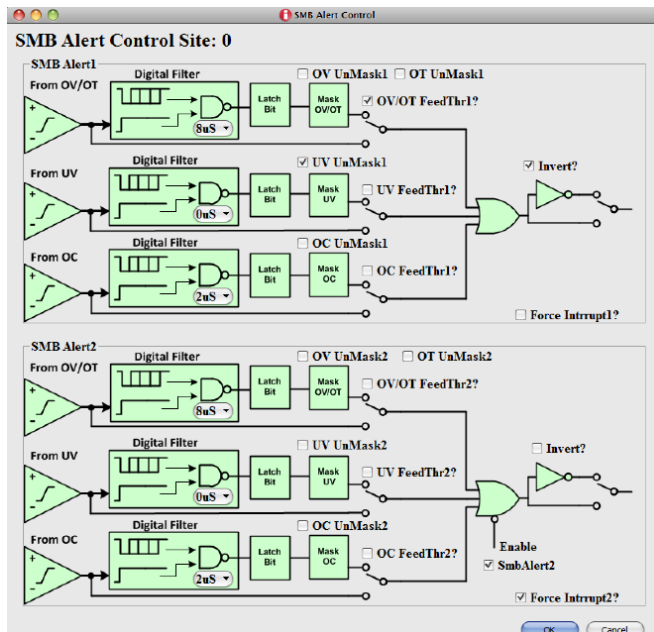 SMB Alert Control
SMB Alert Control Site: 0
SMB Alert1
From OV/OT
Digital Filter
8uS
Latch
Bit
Mask
OV/OT
OV UnMask1
OT UnMask1
OV/OT FeedThr1?
From UV
Digital Filter
0uS
Latch
Bit
Mask
UV
UV UnMask1
UV FeedThr1?
From OC
Digital Filter
2uS
Latch
Bit
Mask
OC
OC UnMask1
OC FeedThr1?
Invert?
Force Intrrupt1?
SMB Alert2
From OV/OT
Digital Filter
8uS
Latch
Bit
Mask
OV/OT
OV UnMask2
OT UnMask2
OV/OT FeedThr2?
From UV
Digital Filter
0uS
Latch
Bit
Mask
UV
UV UnMask2
UV FeedThr2?
From OC
Digital Filter
2uS
Latch
Bit
Mask
OC
OC UnMask2
OC FeedThr2?
Invert?
Enable
SmbAlert2
Force Intrrupt2?
OK
Cancel